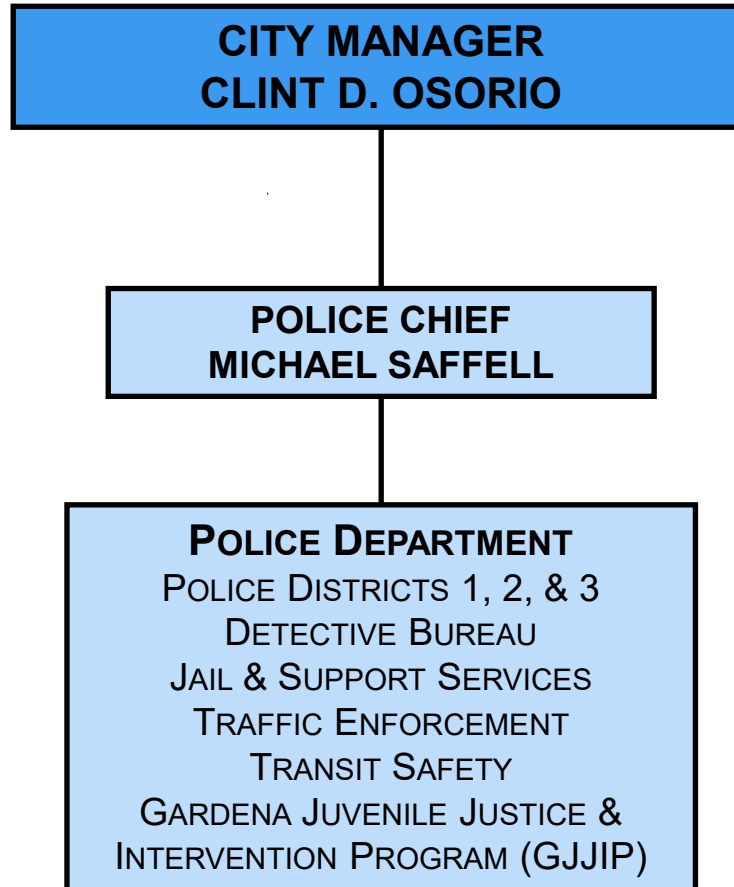 CITY MANAGER
CLINT D. OSORIO
POLICE CHIEF
MICHAEL SAFFELL
POLICE DEPARTMENT
POLICE DISTRICTS 1, 2, & 3
DETECTIVE BUREAU
JAIL & SUPPORT SERVICES
TRAFFIC ENFORCEMENT
TRANSIT SAFETY
GARDENA JUVENILE JUSTICE &
INTERVENTION PROGRAM (GJJIP)